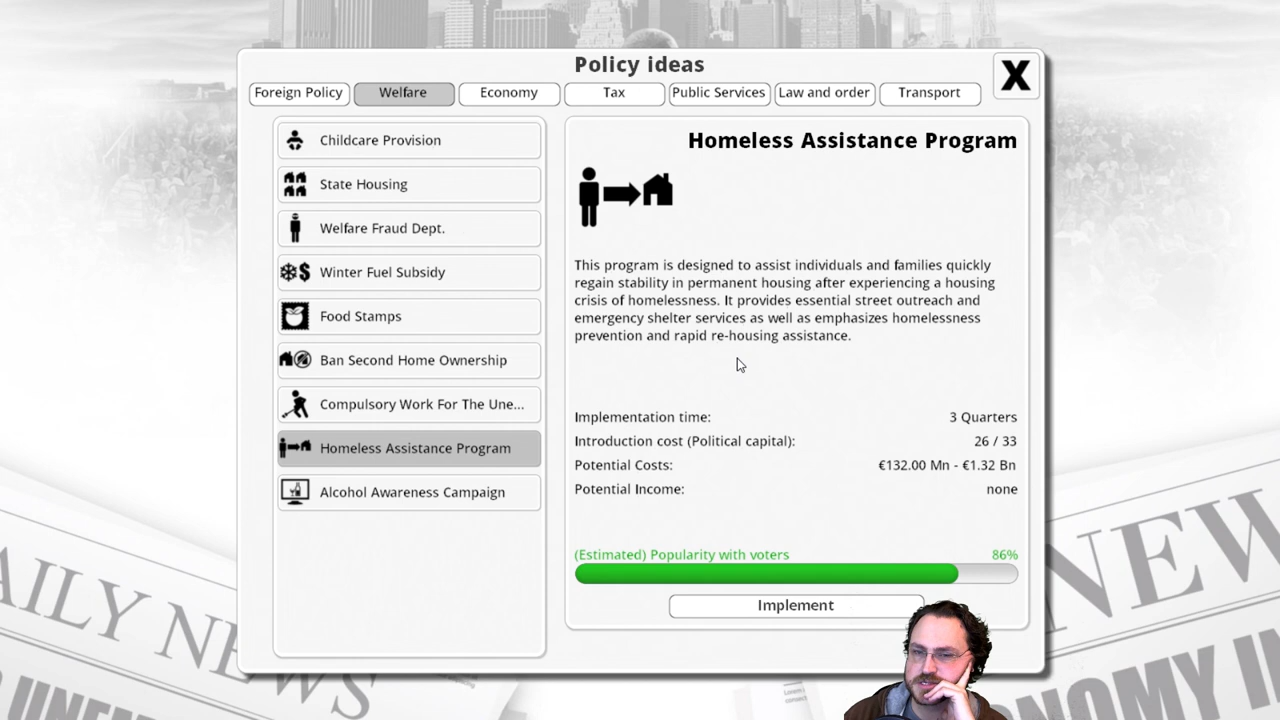 Policy ideas
X
Foreign Policy
Welfare
Economy
Tax
Public Services
Law and order
Transport
Childcare Provision
State Housing
Welfare Fraud Dept.
Winter Fuel Subsidy
Food Stamps
Ban Second Home Ownership
Compulsory Work For The Une...
Homeless Assistance Program
Alcohol Awareness Campaign
Homeless Assistance Program
This program is designed to assist individuals and families quickly
regain stability in permanent housing after experiencing a housing
crisis of homelessness. It provides essential street outreach and
emergency shelter services as well as emphasizes homelessness
prevention and rapid re-housing assistance.
Implementation time: 3 Quarters
Introduction cost (Political capital): 26 / 33
Potential Costs: €132.00 Mn - €1.32 Bn
Potential Income: none
(Estimated) Popularity with voters 86%
Implement
AILY NEWS
NEW